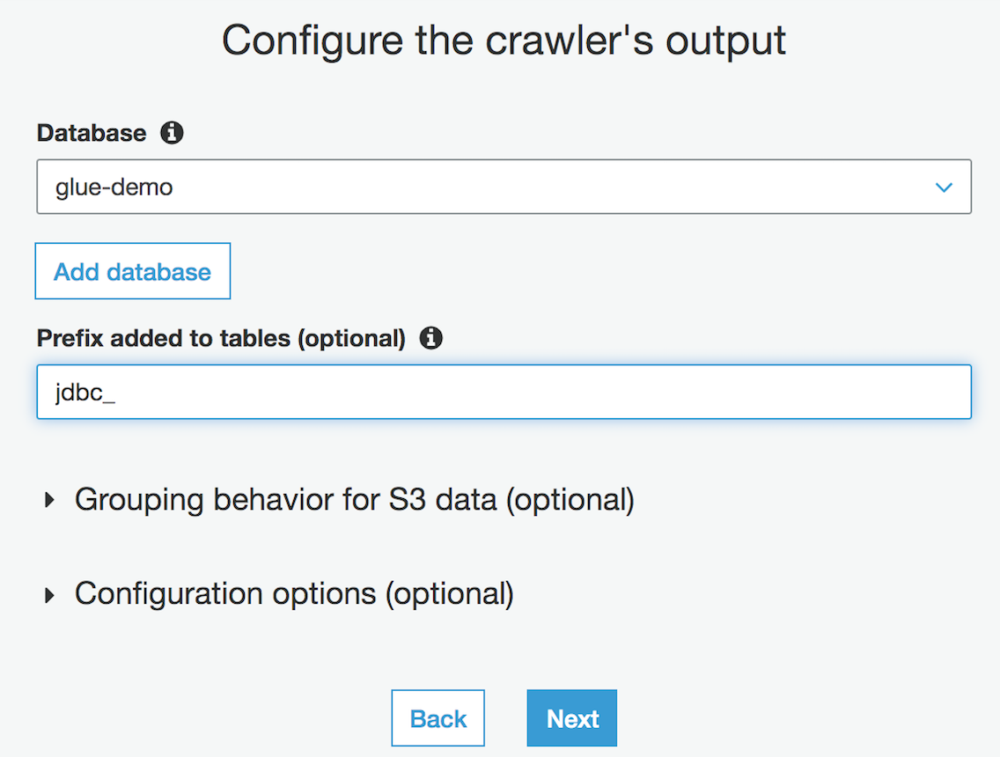 Configure the crawler's output
Database
glue-demo
Add database
Prefix added to tables (optional)
jdbc_
Grouping behavior for S3 data (optional)
Configuration options (optional)
Back
Next